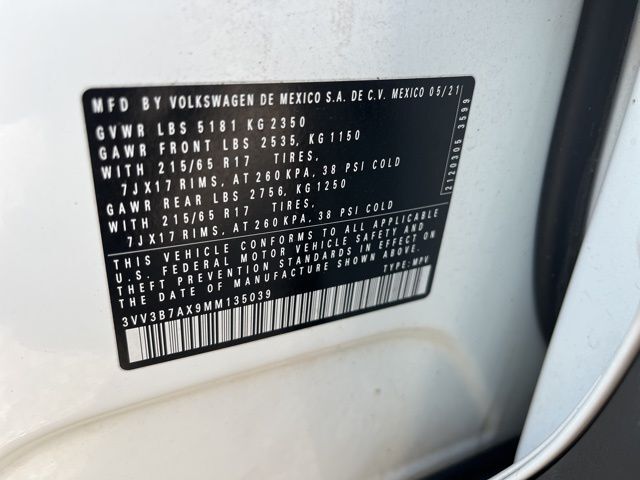 MFD BY VOLKSWAGEN DE MEXICO S.A. DE C.V. MEXICO 05/21
GVWR LBS 5181 KG 2350
GAWR FRONT LBS 2535, KG 1150
WITH 215/65 R17 TIRES,
7JX17 RIMS, AT 260 KPA, 38 PSI COLD
GAWR REAR LBS 2756, KG 1250
WITH 215/65 R17 TIRES,
7JX17 RIMS, AT 260 KPA, 38 PSI COLD
THIS VEHICLE CONFORMS TO ALL APPLICABLE
U.S. FEDERAL MOTOR VEHICLE SAFETY AND
THEFT PREVENTION STANDARDS IN EFFECT ON
THE DATE OF MANUFACTURE SHOWN ABOVE.
TYPE: MPV
3VV3B7AX9MM135039
2120305 3599